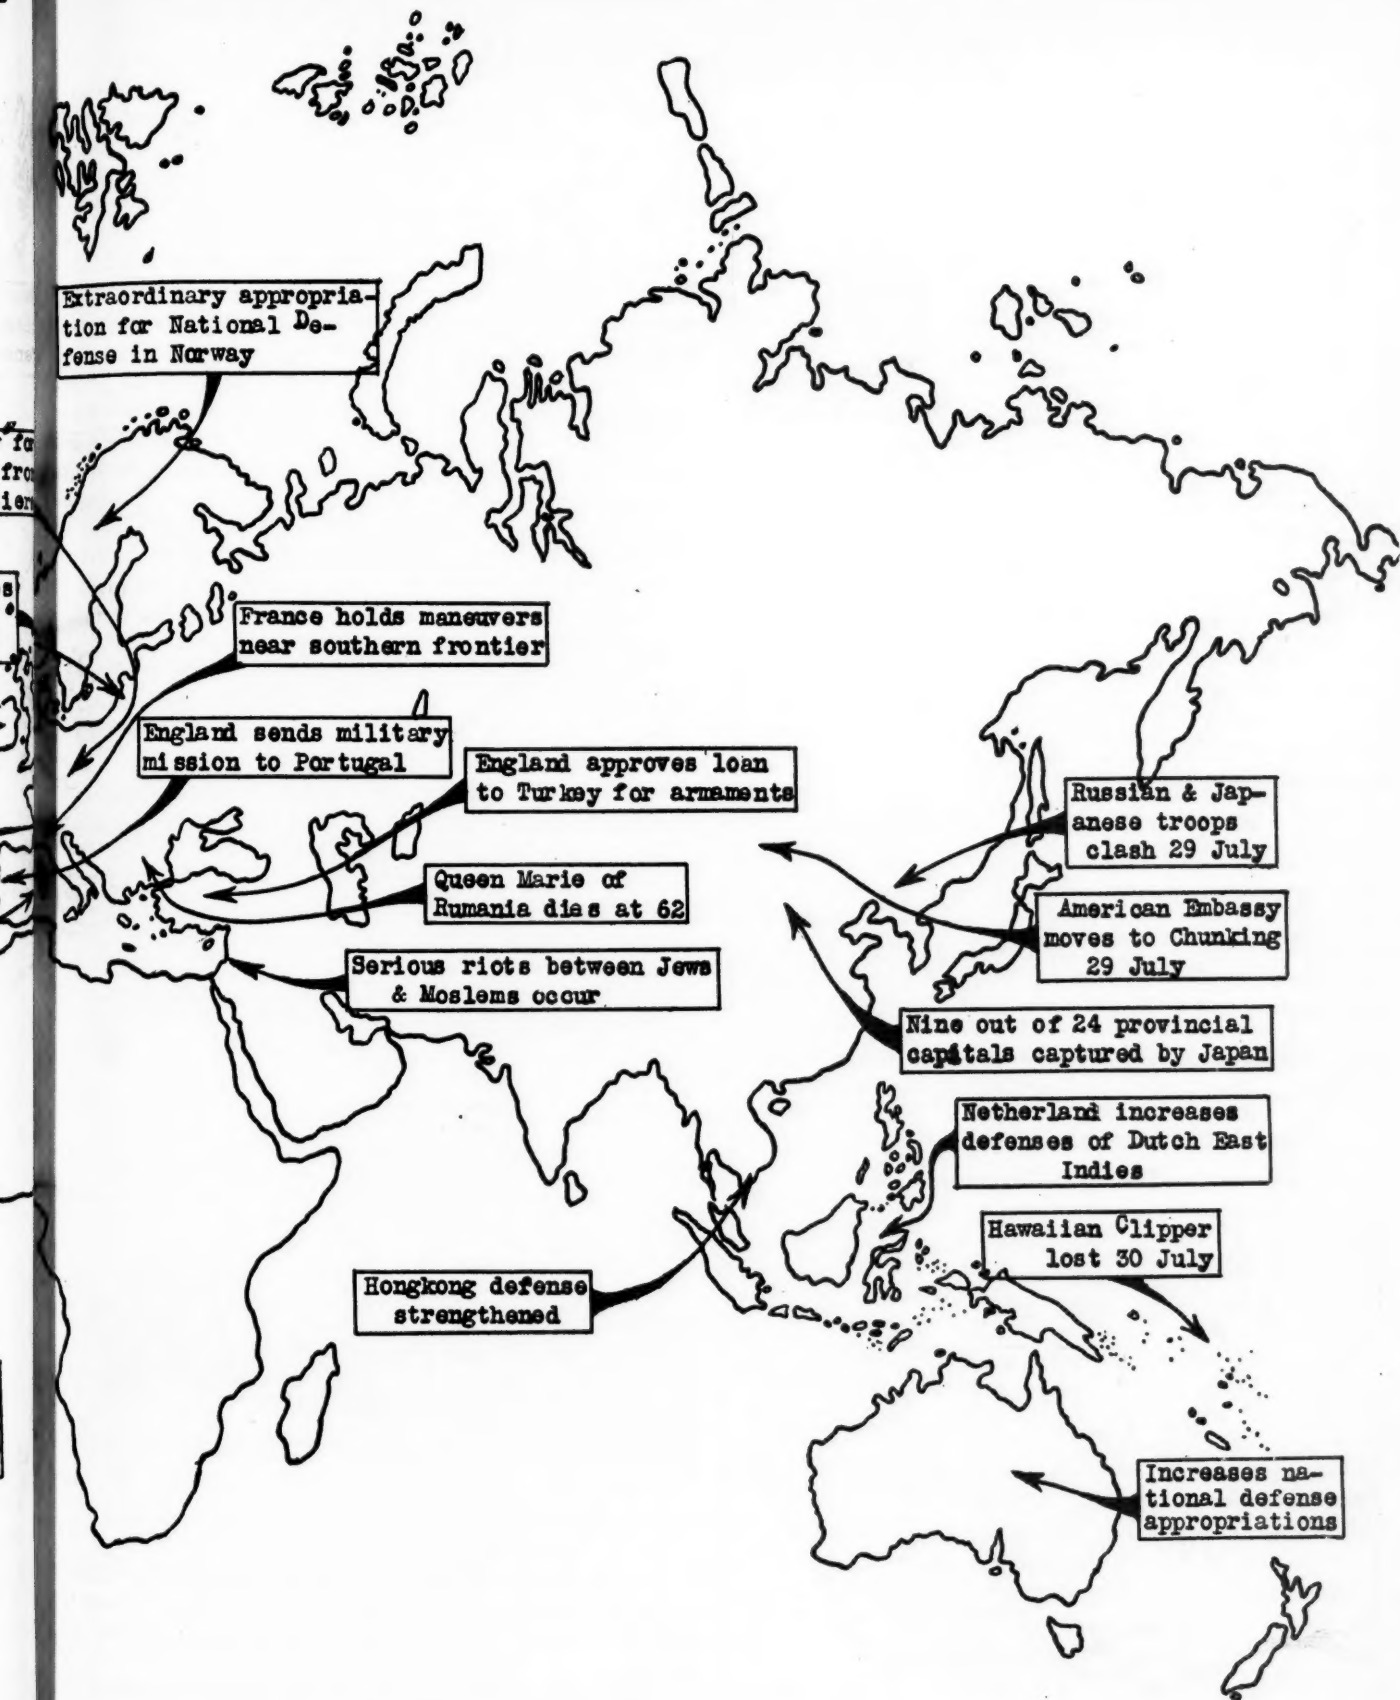 Extraordinary appropria-
tion for National De-
fense in Norway
France holds maneuvers
near southern frontier
England sends military
mission to Portugal
England approves loan
to Turkey for armaments
Queen Marie of
Rumania dies at 62
Serious riots between Jews
& Moslems occur
Russian & Jap-
anese troops
clash 29 July
American Embassy
moves to Chunking
29 July
Nine out of 24 provincial
capitals captured by Japan
Netherland increases
defenses of Dutch East
Indies
Hawaiian Clipper
lost 30 July
Hongkong defense
strengthened
Increases na-
tional defense
appropriations